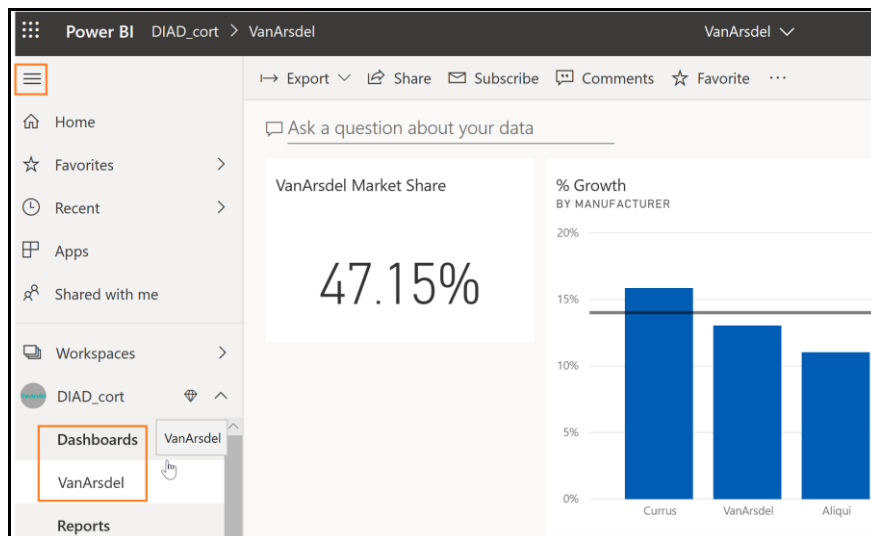 Power BI DIAD_cort > VanArsdel VanArsdel
Export Share Subscribe Comments Favorite ...
Home
Favorites
Recent
Apps
Shared with me
Workspaces
DIAD_cort
Dashboards
VanArsdel
VanArsdel
Reports
Ask a question about your data
VanArsdel Market Share
47.15%
% Growth
BY MANUFACTURER
20%
15%
10%
5%
0%
Currus VanArsdel Aliqui